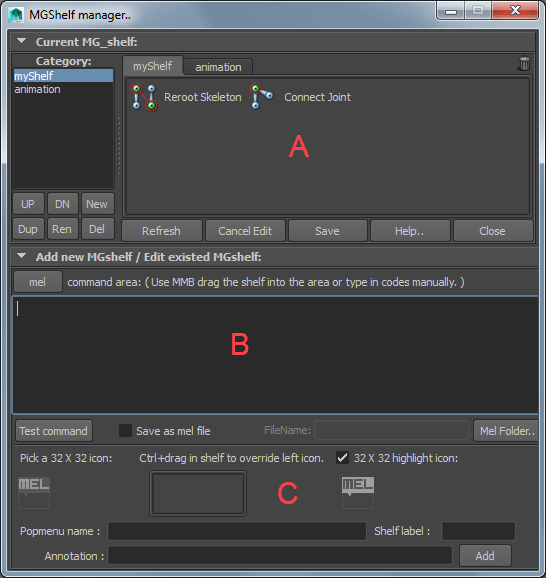 MGShelf manager..
Current MG_shelf:
Category:
myShelf
animation
myShelf animation
Reroot Skeleton Connect Joint
A
UP DN New
Dup Ren Del
Refresh Cancel Edit Save Help.. Close
Add new MGshelf / Edit existed MGshelf:
mel command area: ( Use MMB drag the shelf into the area or type in codes manually. )
B
Test command Save as mel file FileName: Mel Folder..
Pick a 32 X 32 icon: Ctrl+drag in shelf to override left icon. 32 X 32 highlight icon:
MEL C MEL
Popmenu name : Shelf label :
Annotation : Add